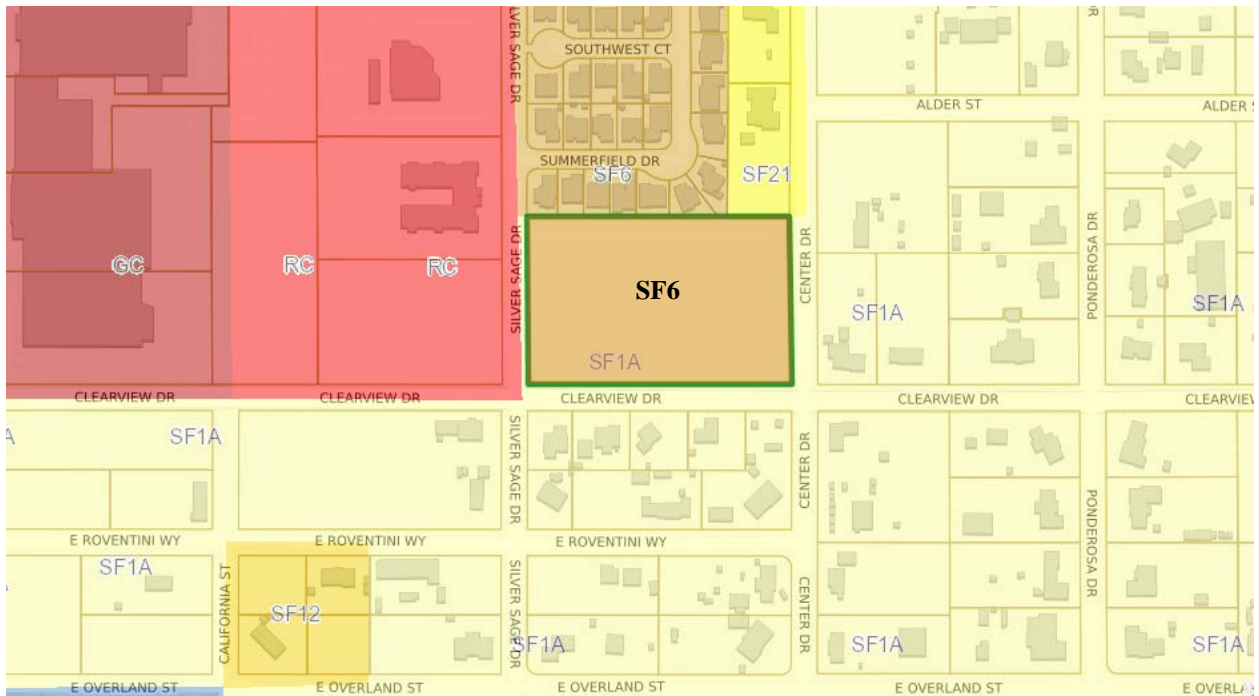 LVER SAGE DR
SOUTHWEST CT
ALDER ST
ALDER S
SUMMERFIELD DR
SF6
SF21
GC
RC
RC
SILVER SAGE DR
SF6
CENTER DR
PONDEROSA DR
SF1A
SF1A
SF1A
CLEARVIEW DR
CLEARVIEW DR
CLEARVIEW DR
CLEARVIEW DR
CLEARVIEW
A
SF1A
SILVER SAGE DR
CENTER DR
PONDEROSA DR
E ROVENTINI WY
E ROVENTINI WY
E ROVENTINI WY
SF1A
CALIFORNIA ST
SF12
SILVER SAGE DR
SF1A
CENTER DR
SF1A
SF1A
E OVERLAND ST
E OVERLAND ST
E OVERLAND ST
E OVERLAND ST
E OVERLA